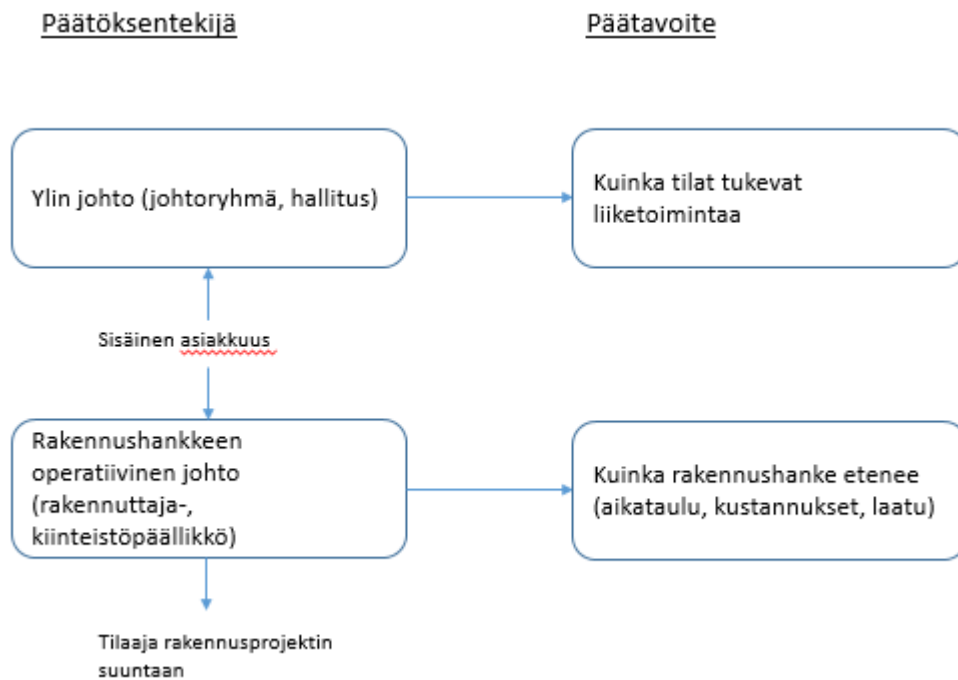 Päätöksentekijä
Päätavoite
Ylin johto (johtoryhmä, hallitus)
Kuinka tilat tukevat
liiketoimintaa
Sisäinen asiakkuus
Rakennushankkeen
operatiivinen johto
(rakennuttaja-,
kiinteistöpäällikkö)
Kuinka rakennushanke etenee
(aikataulu, kustannukset, laatu)
Tilaaja rakennusprojektin
suuntaan